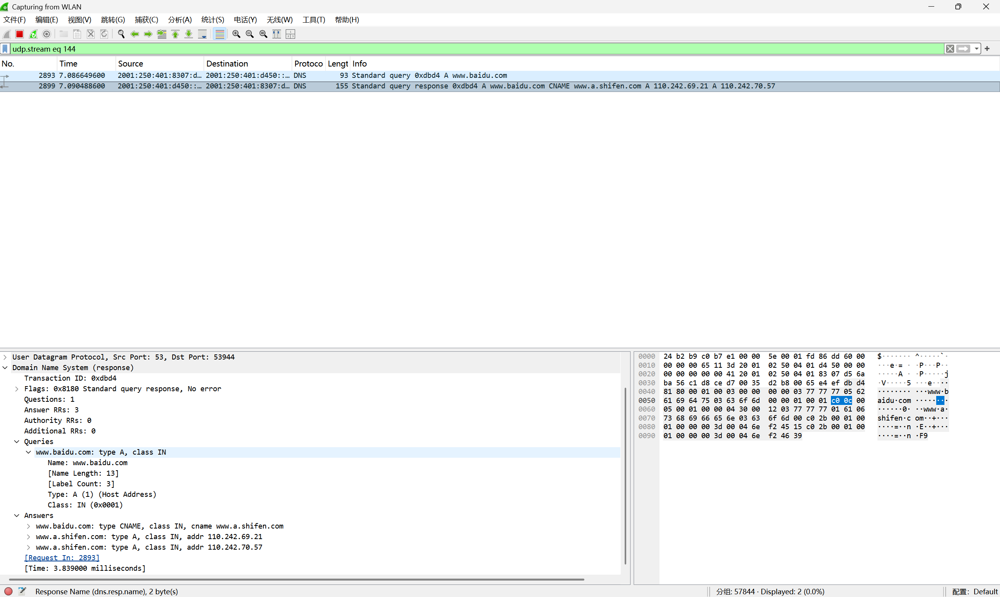 Capturing from WLAN
文件(F) 编辑(E) 视图(V) 跳转(G) 捕获(C) 分析(A) 统计(S) 电话(Y) 无线(W) 工具(T) 帮助(H)
udp.stream eq 144
No. Time Source Destination Protoco Lengt Info
2893 7.086649600 2001:250:401:8307:d… 2001:250:401:d450::… DNS 93 Standard query 0xdbd4 A www.baidu.com
2899 7.090488600 2001:250:401:d450::… 2001:250:401:8307:d… DNS 155 Standard query response 0xdbd4 A www.baidu.com CNAME www.a.shifen.com A 110.242.69.21 A 110.242.70.57
User Datagram Protocol, Src Port: 53, Dst Port: 53944
Domain Name System (response)
Transaction ID: 0xdbd4
Flags: 0x8180 Standard query response, No error
Questions: 1
Answer RRs: 3
Authority RRs: 0
Additional RRs: 0
Queries
www.baidu.com: type A, class IN
Name: www.baidu.com
[Name Length: 13]
[Label Count: 3]
Type: A (1) (Host Address)
Class: IN (0x0001)
Answers
www.baidu.com: type CNAME, class IN, cname www.a.shifen.com
www.a.shifen.com: type A, class IN, addr 110.242.69.21
www.a.shifen.com: type A, class IN, addr 110.242.70.57
[Request In: 2893]
[Time: 3.839000 milliseconds]
0000 24 b2 b9 c0 b7 e1 00 00 5e 00 01 fd 86 dd 60 00 $······· ^·····`·
0010 00 00 00 65 11 3d 20 01 02 50 04 01 d4 50 00 00 ···e·= · ·P···P··
0020 00 00 00 00 00 41 20 01 02 50 04 01 83 07 d5 6a ·····A · ·P·····j
0030 ba 56 c1 d8 ce d7 00 35 d2 b8 00 65 e4 ef db d4 ·V·····5 ···e····
0040 81 80 00 01 00 03 00 00 00 00 03 77 77 77 05 62 ········ ···www·b
0050 61 69 64 75 03 63 6f 6d 00 00 01 00 01 c0 0c 00 aidu·com ········
0060 05 00 01 00 00 04 30 00 12 03 77 77 77 01 61 06 ······0· ··www·a·
0070 73 68 69 66 65 6e 03 63 6f 6d 00 c0 2b 00 01 00 shifen·c om··+···
0080 01 00 00 00 3d 00 04 6e f2 45 15 c0 2b 00 01 00 ····=··n ·E··+···
0090 01 00 00 00 3d 00 04 6e f2 46 39 ····=··n ·F9
Response Name (dns.resp.name), 2 byte(s) 分组: 57844 · Displayed: 2 (0.0%) 配置: Default